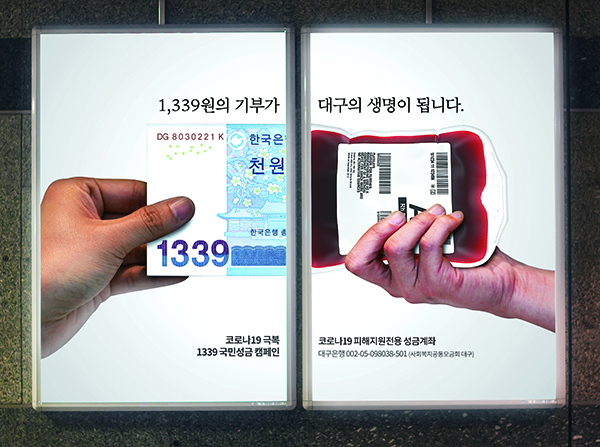 1,339원의 기부가 대구의 생명이 됩니다.
DG 8030221 K
한국은행
천원
한국은행 총
1339
코로나19 극복
1339 국민성금 캠페인
코로나19 피해지원전용 성금계좌
대구은행 002-05-098038-501 (사회복지공동모금회 대구)